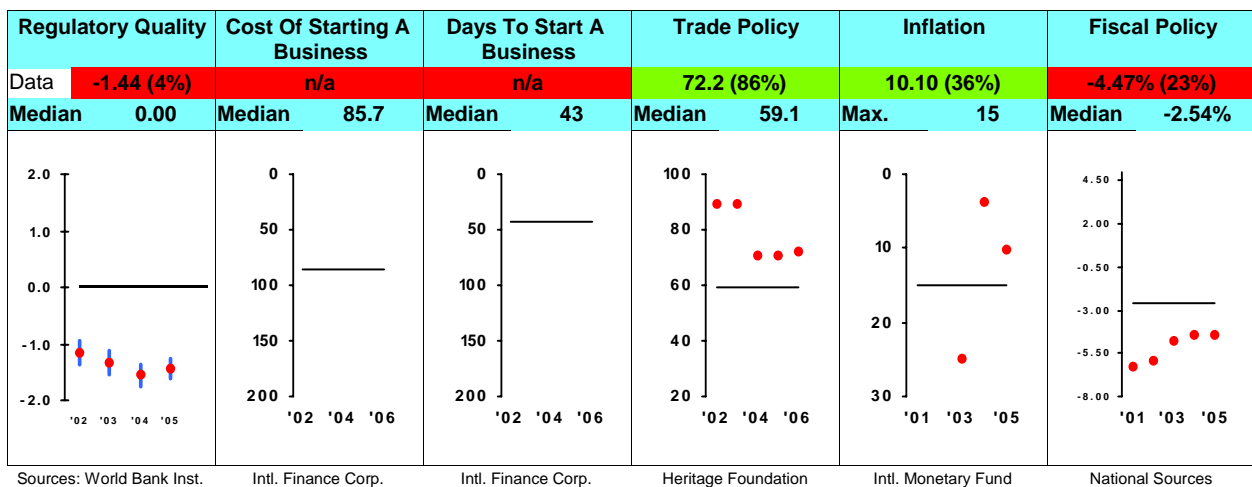 Regulatory Quality
Cost Of Starting A
Business
Days To Start A
Business
Trade Policy
Inflation
Fiscal Policy
Data -1.44 (4%) n/a n/a 72.2 (86%) 10.10 (36%) -4.47% (23%)
Median 0.00 Median 85.7 Median 43 Median 59.1 Max. 15 Median -2.54%
2.0
1.0
0.0
-1.0
-2.0
'02 '03 '04 '05
0
50
100
150
200
'02 '04 '06
0
50
100
150
200
'02 '04 '06
100
80
60
40
20
'02 '04 '06
0
10
20
30
'01 '03 '05
4.50
2.00
-0.50
-3.00
-5.50
-8.00
'01 '03 '05
Sources: World Bank Inst. Intl. Finance Corp. Intl. Finance Corp. Heritage Foundation Intl. Monetary Fund National Sources